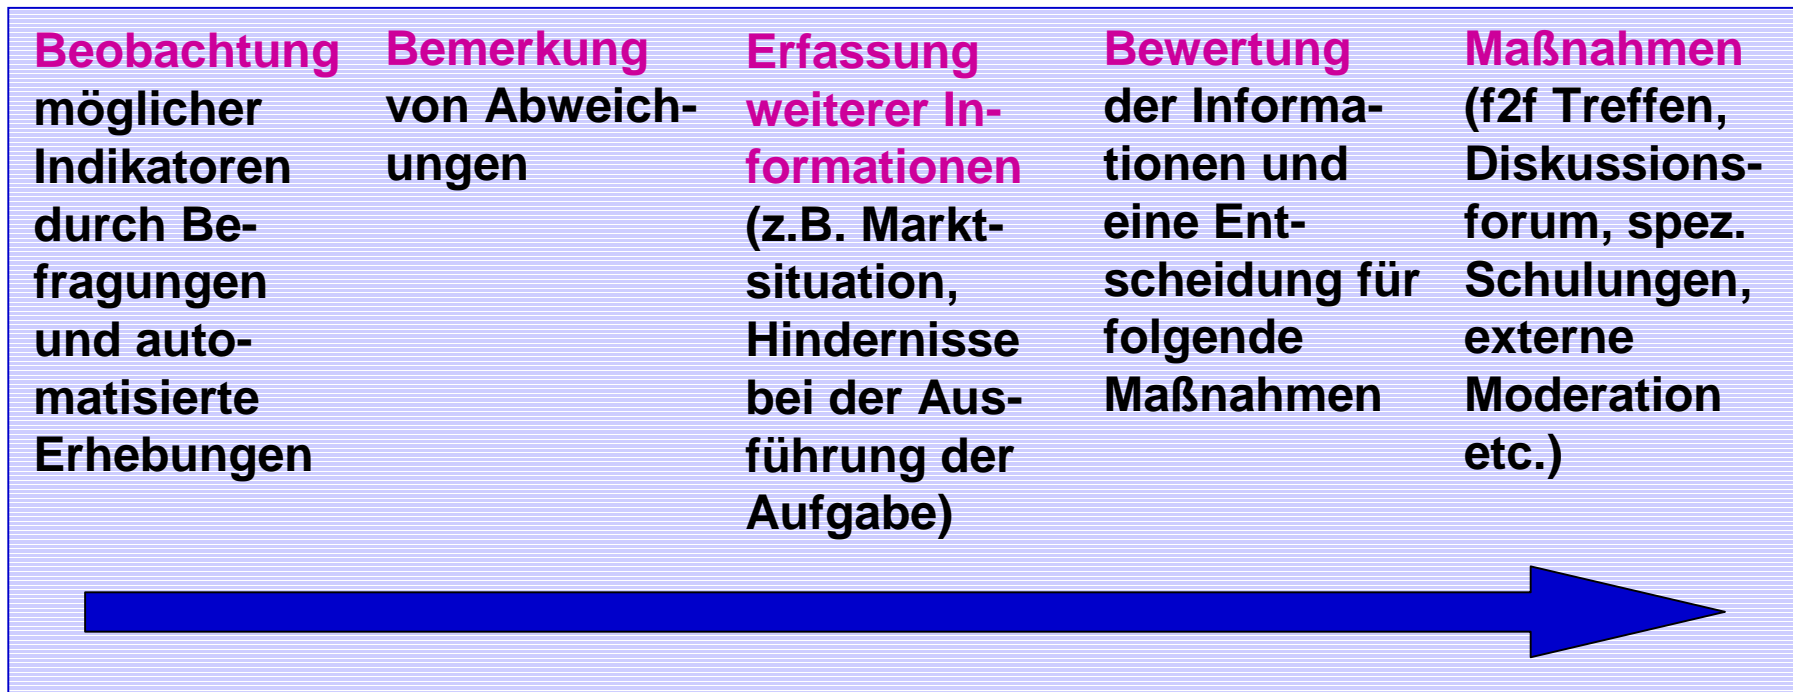 Beobachtung
möglicher
Indikatoren
durch Be-
fragungen
und auto-
matisierte
Erhebungen
Bemerkung
von Abweich-
ungen
Erfassung
weiterer In-
formationen
(z.B. Markt-
situation,
Hindernisse
bei der Aus-
führung der
Aufgabe)
Bewertung
der Informa-
tionen und
eine Ent-
scheidung für
folgende
Maßnahmen
Maßnahmen
(f2f Treffen,
Diskussions-
forum, spez.
Schulungen,
externe
Moderation
etc.)